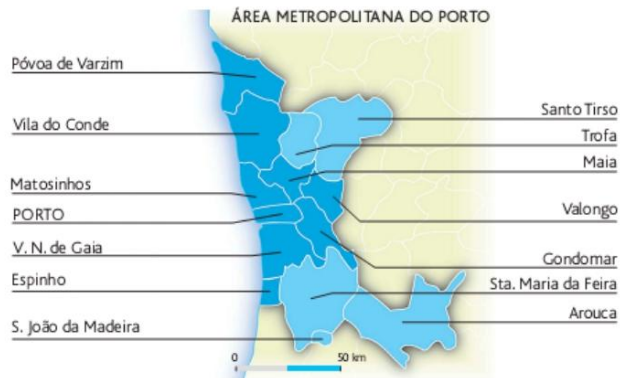 ÁREA METROPOLITANA DO PORTO
Póvoa de Varzim
Vila do Conde
Matosinhos
PORTO
V. N. de Gaia
Espinho
S. João da Madeira
Santo Tirso
Trofa
Maia
Valongo
Gondomar
Sta. Maria da Feira
Arouca
0 50 km